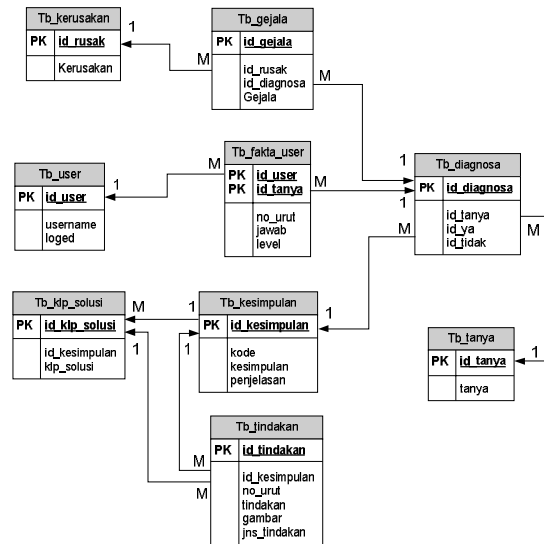 Tb_kerusakan
PK id_rusak
Kerusakan
1
M
Tb_gejala
PK id_gejala
id_rusak
id_diagnosa
Gejala
M
Tb_user
PK id_user
username
loged
1
M
Tb_fakta_user
PK id_user
PK id_tanya
no_urut
jawab
level
M
1
1
Tb_diagnosa
PK id_diagnosa
id_tanya
id_ya
id_tidak
M
M
Tb_klp_solusi
PK id_klp_solusi
id_kesimpulan
klp_solusi
M
1
1
1
Tb_kesimpulan
PK id_kesimpulan
kode
kesimpulan
penjelasan
1
Tb_tanya
PK id_tanya
tanya
1
M
M
Tb_tindakan
PK id_tindakan
id_kesimpulan
no_urut
tindakan
gambar
jns_tindakan